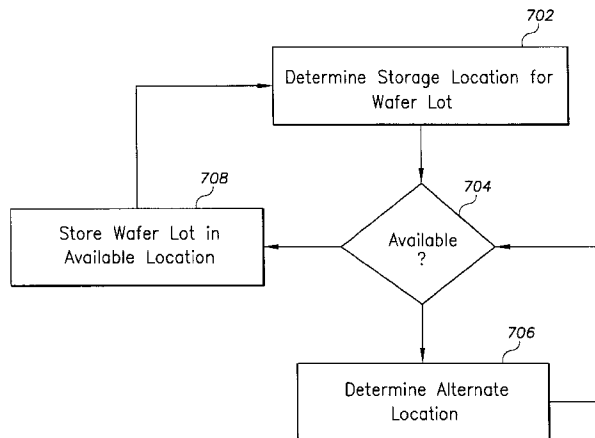 702
Determine Storage Location for
Wafer Lot
708
Store Wafer Lot in
Available Location
704
Available
?
706
Determine Alternate
Location